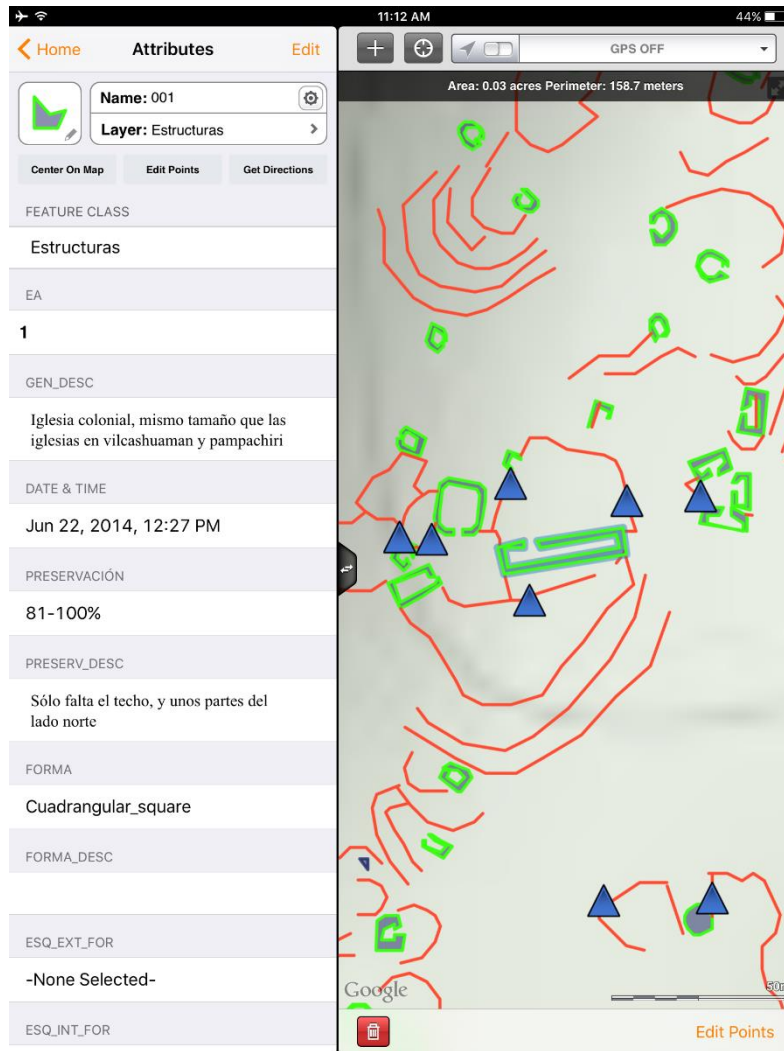 11:12 AM
44%
Home
Attributes
Edit
GPS OFF
Area: 0.03 acres Perimeter: 158.7 meters
Name: 001
Layer: Estructuras
Center On Map
Edit Points
Get Directions
FEATURE CLASS
Estructuras
EA
1
GEN_DESC
Iglesia colonial, mismo tamaño que las
iglesias en vilcashuaman y pampachiri
DATE & TIME
Jun 22, 2014, 12:27 PM
PRESERVACIÓN
81-100%
PRESERV_DESC
Sólo falta el techo, y unos partes del
lado norte
FORMA
Cuadrangular_square
FORMA_DESC
ESQ_EXT_FOR
-None Selected-
ESQ_INT_FOR
Google
50m
Edit Points